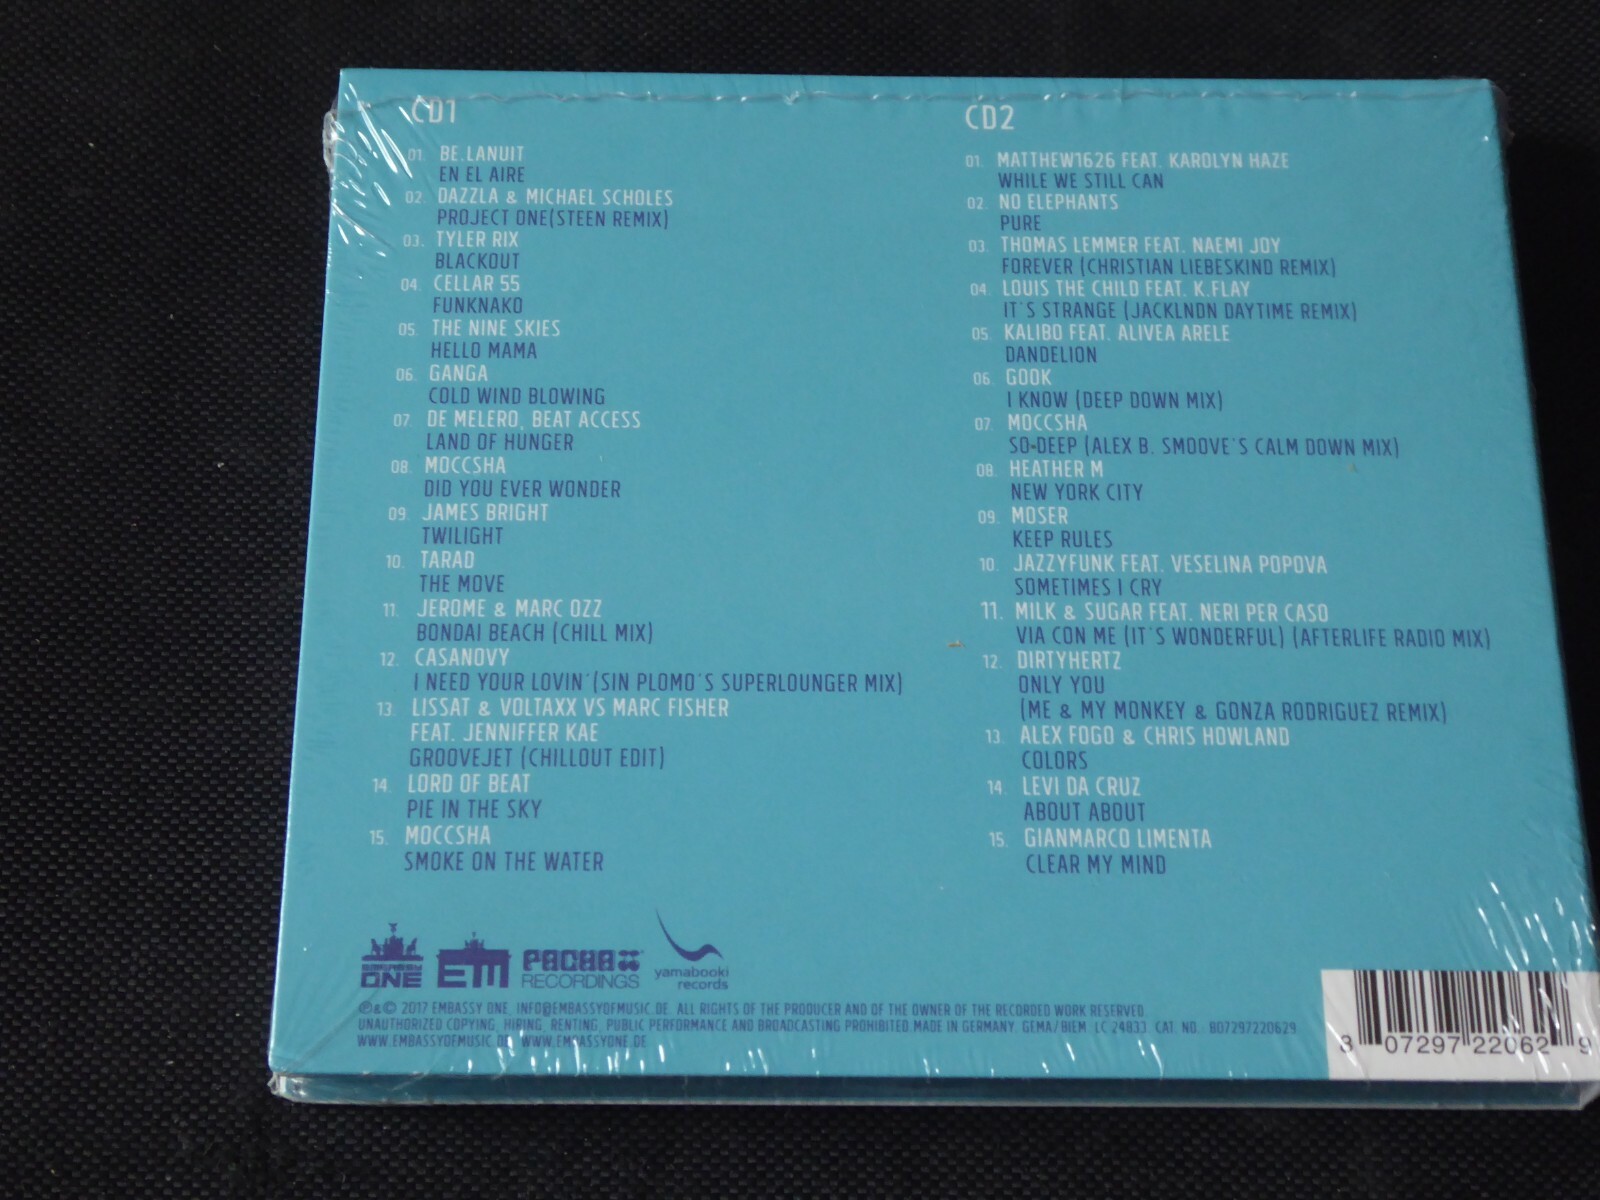 CD1
01. BE.LANUIT
EN EL AIRE
02. DAZZLA & MICHAEL SCHOLES
PROJECT ONE(STEEN REMIX)
03. TYLER RIX
BLACKOUT
04. CELLAR 55
FUNKNAKO
05. THE NINE SKIES
HELLO MAMA
06. GANGA
COLD WIND BLOWING
07. DE MELERO, BEAT ACCESS
LAND OF HUNGER
08. MOCCSHA
DID YOU EVER WONDER
09. JAMES BRIGHT
TWILIGHT
10. TARAD
THE MOVE
11. JEROME & MARC OZZ
BONDAI BEACH (CHILL MIX)
12. CASANOVY
I NEED YOUR LOVIN´(SIN PLOMO´S SUPERLOUNGER MIX)
13. LISSAT & VOLTAXX VS MARC FISHER
FEAT. JENNIFFER KAE
GROOVEJET (CHILLOUT EDIT)
14. LORD OF BEAT
PIE IN THE SKY
15. MOCCSHA
SMOKE ON THE WATER
CD2
01. MATTHEW1626 FEAT. KAROLYN HAZE
WHILE WE STILL CAN
02. NO ELEPHANTS
PURE
03. THOMAS LEMMER FEAT. NAEMI JOY
FOREVER (CHRISTIAN LIEBESKIND REMIX)
04. LOUIS THE CHILD FEAT. K.FLAY
IT´S STRANGE (JACKLNDN DAYTIME REMIX)
05. KALIBO FEAT. ALIVEA ARELE
DANDELION
06. GOOK
I KNOW (DEEP DOWN MIX)
07. MOCCSHA
SO-DEEP (ALEX B. SMOOVE´S CALM DOWN MIX)
08. HEATHER M
NEW YORK CITY
09. MOSER
KEEP RULES
10. JAZZYFUNK FEAT. VESELINA POPOVA
SOMETIMES I CRY
11. MILK & SUGAR FEAT. NERI PER CASO
VIA CON ME (IT´S WONDERFUL) (AFTERLIFE RADIO MIX)
12. DIRTYHERTZ
ONLY YOU
(ME & MY MONKEY & GONZA RODRIGUEZ REMIX)
13. ALEX FOGO & CHRIS HOWLAND
COLORS
14. LEVI DA CRUZ
ABOUT ABOUT
15. GIANMARCO LIMENTA
CLEAR MY MIND
EMBASSY
ONE
EM
PACHA
RECORDINGS
yamabooki
records
℗&© 2017 EMBASSY ONE. INFO@EMBASSYOFMUSIC.DE. ALL RIGHTS OF THE PRODUCER AND OF THE OWNER OF THE RECORDED WORK RESERVED.
UNAUTHORIZED COPYING, HIRING, RENTING, PUBLIC PERFORMANCE AND BROADCASTING PROHIBITED.MADE IN GERMANY. GEMA/BIEM. LC 24833. CAT. NO. 807297220629
WWW.EMBASSYOFMUSIC.DE WWW.EMBASSYONE.DE
3 07297 22062 9